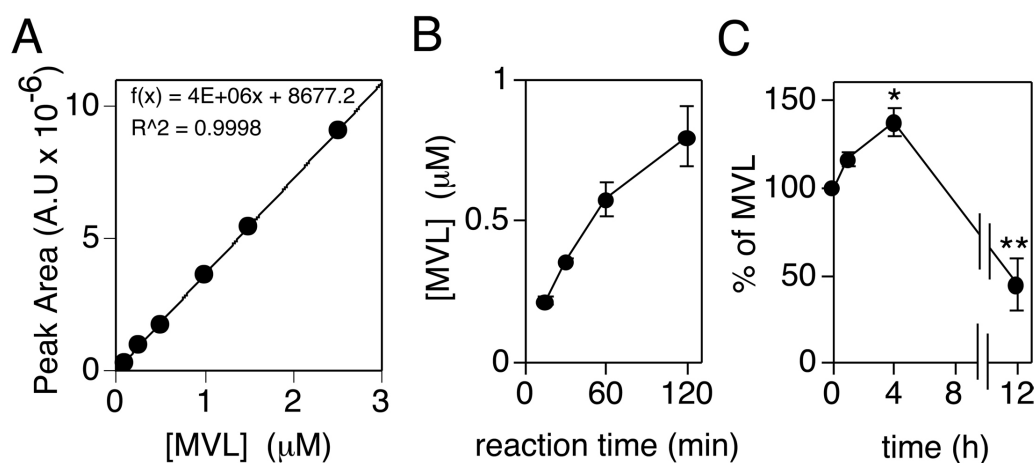 A
Peak Area (A.U x 10-6)
10
5
0
f(x) = 4E+06x + 8677.2
R^2 = 0.9998
0 1 2 3
[MVL] (μM)
B
[MVL] (μM)
1
0.5
0
0 60 120
reaction time (min)
C
% of MVL
150
100
50
0
*
**
0 4 8 12
time (h)